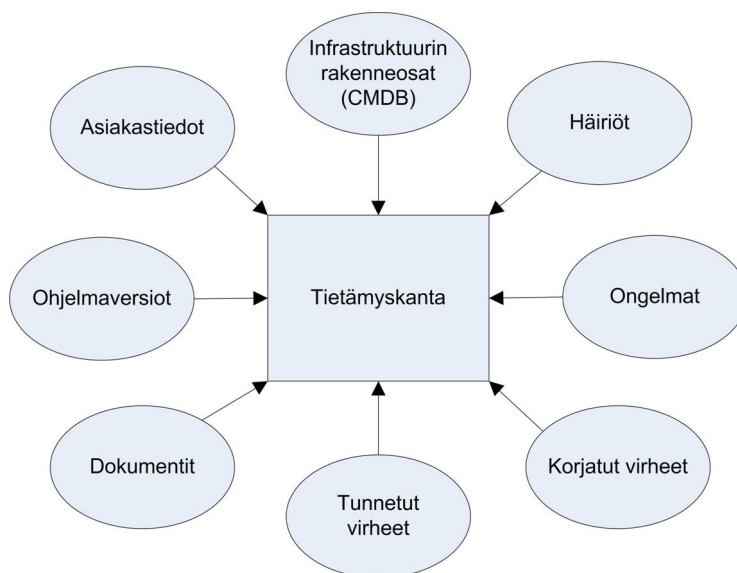 Infrastruktuurin
rakenneosat
(CMDB)
Asiakastiedot
Häiriöt
Ohjelmaversiot
Tietämyskanta
Ongelmat
Dokumentit
Korjatut virheet
Tunnetut
virheet